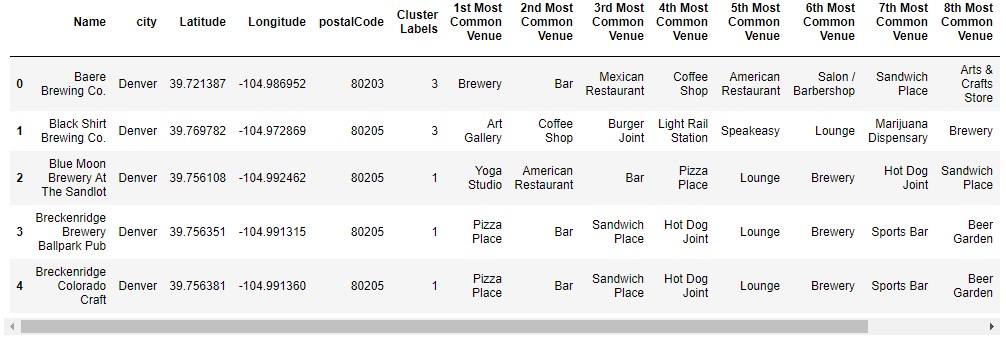 Name city Latitude Longitude postalCode Cluster Labels 1st Most Common Venue 2nd Most Common Venue 3rd Most Common Venue 4th Most Common Venue 5th Most Common Venue 6th Most Common Venue 7th Most Common Venue 8th Most Common Venue
0 Baere Brewing Co. Denver 39.721387 -104.986952 80203 3 Brewery Bar Mexican Restaurant Coffee Shop American Restaurant Salon / Barbershop Sandwich Place Arts & Crafts Store
1 Black Shirt Brewing Co. Denver 39.769782 -104.972869 80205 3 Art Gallery Coffee Shop Burger Joint Light Rail Station Speakeasy Lounge Marijuana Dispensary Brewery
2 Blue Moon Brewery At The Sandlot Denver 39.756108 -104.992462 80205 1 Yoga Studio American Restaurant Bar Pizza Place Lounge Brewery Hot Dog Joint Sandwich Place
3 Breckenridge Brewery Ballpark Pub Denver 39.756351 -104.991315 80205 1 Pizza Place Bar Sandwich Place Hot Dog Joint Lounge Brewery Sports Bar Beer Garden
4 Breckenridge Colorado Craft Denver 39.756381 -104.991360 80205 1 Pizza Place Bar Sandwich Place Hot Dog Joint Lounge Brewery Sports Bar Beer Garden